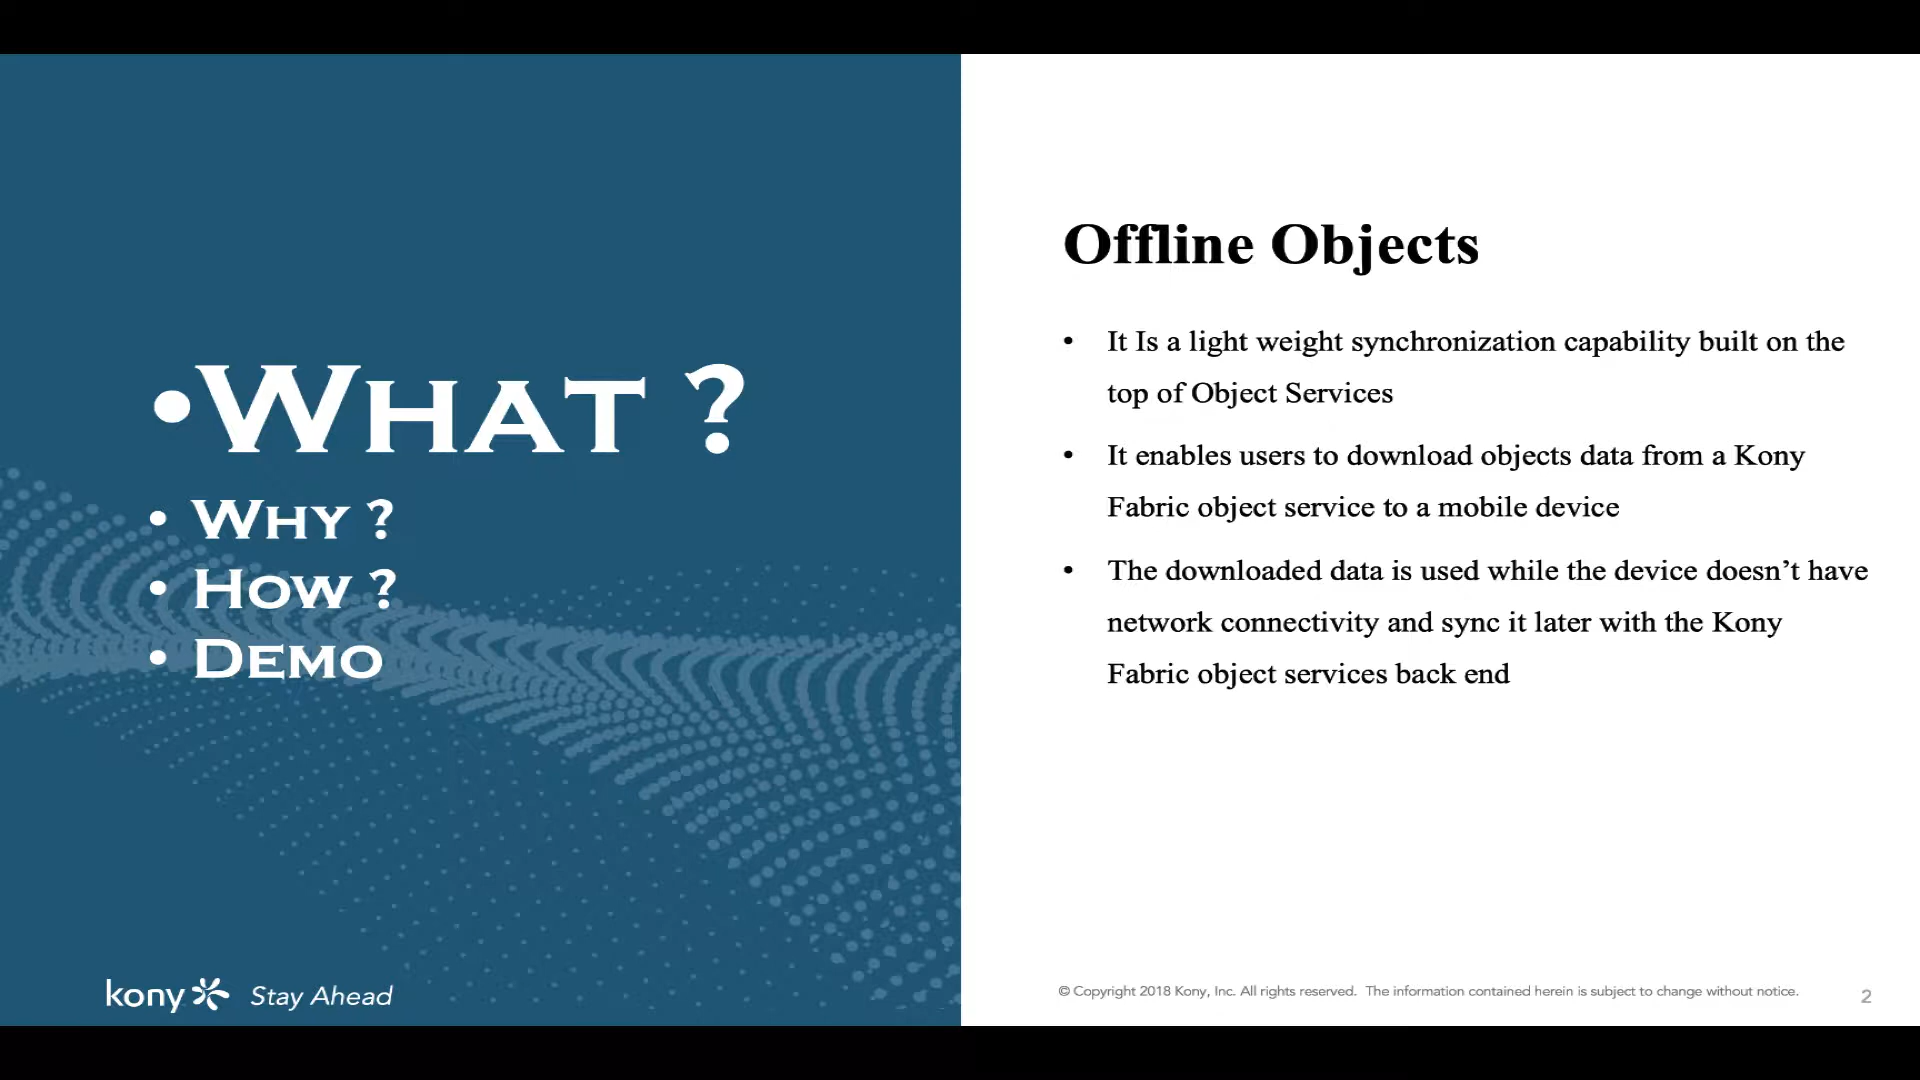 •What ?
• Why ?
• How ?
• Demo
kony Stay Ahead
Offline Objects
• It Is a light weight synchronization capability built on the
top of Object Services
• It enables users to download objects data from a Kony
Fabric object service to a mobile device
• The downloaded data is used while the device doesn’t have
network connectivity and sync it later with the Kony
Fabric object services back end
© Copyright 2018 Kony, Inc. All rights reserved. The information contained herein is subject to change without notice.
2